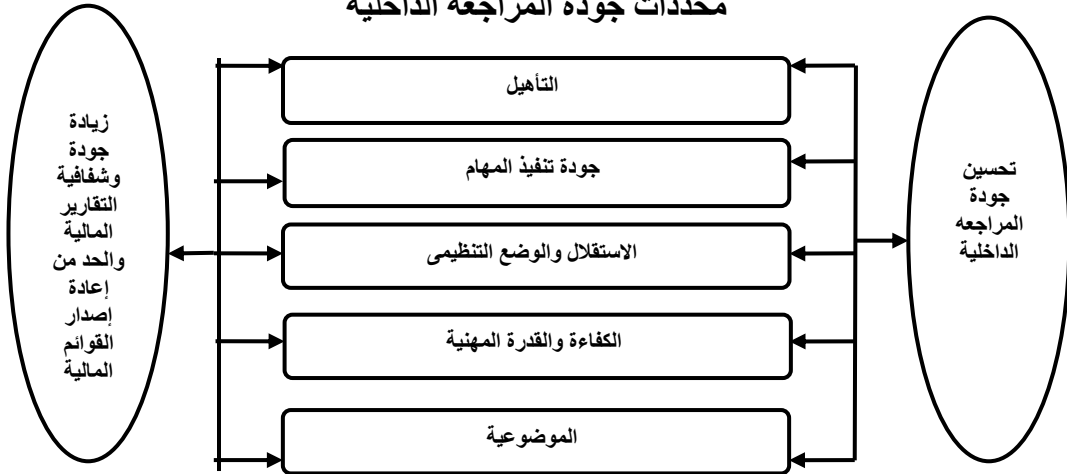 محددات جودة المراجعة الداخلية
تحسين
جودة
المراجعه
الداخلية
التأهيل
جودة تنفيذ المهام
الاستقلال والوضع التنظيمى
الكفاءة والقدرة المهنية
الموضوعية
زيادة
جودة
وشفافية
التقارير
المالية
والحد من
إعادة
إصدار
القوائم
المالية